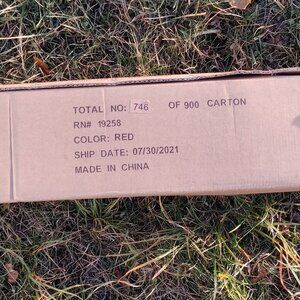 TOTAL NO: 746 OF 900 CARTON
RN# 19258
COLOR: RED
SHIP DATE: 07/30/2021
MADE IN CHINA